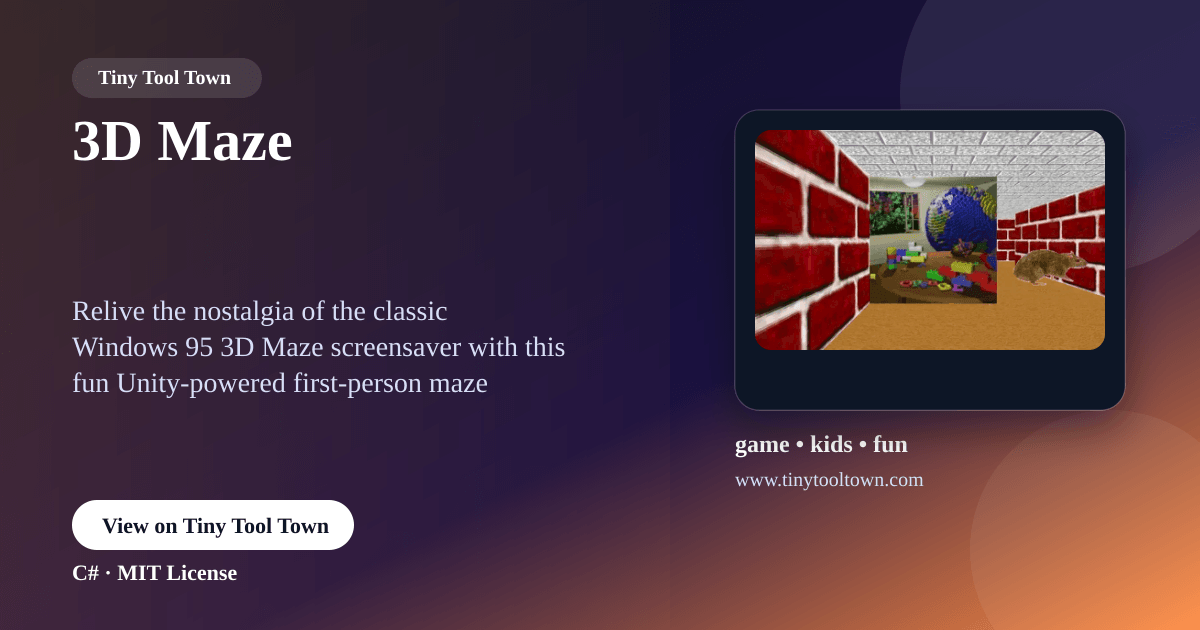 Tiny Tool Town
3D Maze
Relive the nostalgia of the classic
Windows 95 3D Maze screensaver with this
fun Unity-powered first-person maze
View on Tiny Tool Town
C# · MIT License
game • kids • fun
www.tinytooltown.com